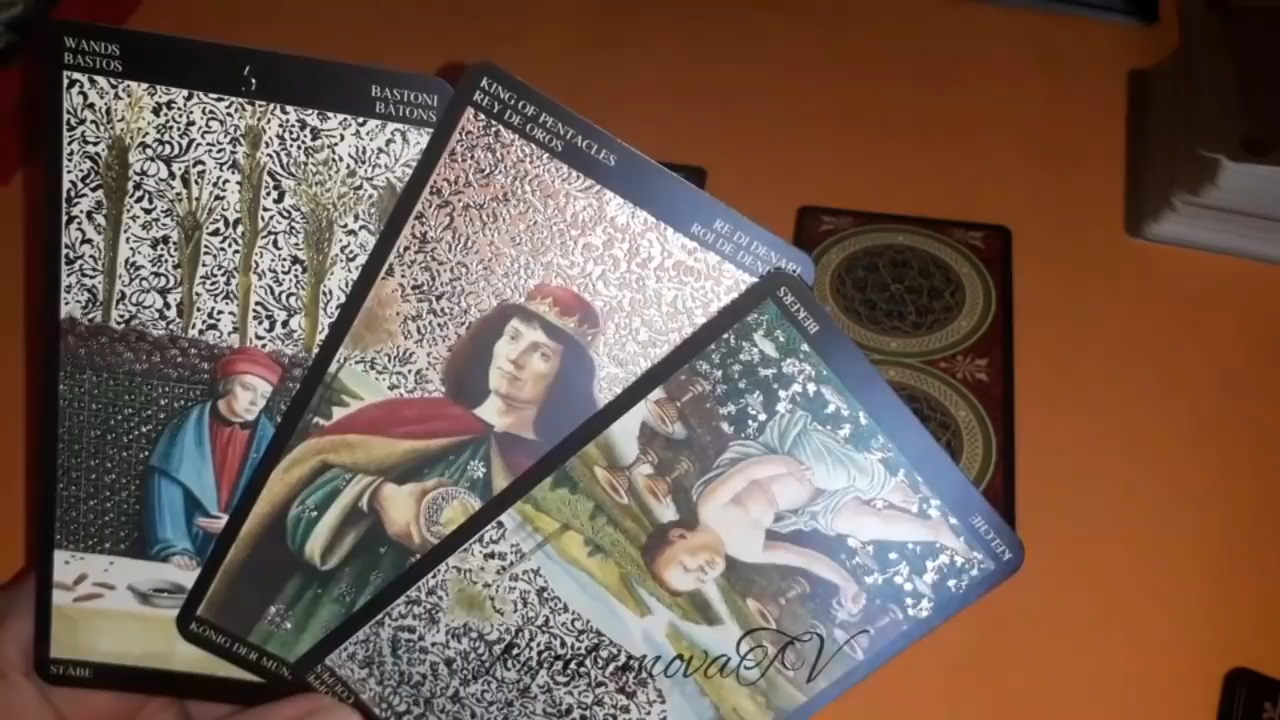 WANDS
BASTOS
5
BASTONI
BÂTONS
STÄBE
KING OF PENTACLES
REY DE OROS
RE DI DENARI
ROI DE DENI
KÖNIG DER MÜN
BEKERS
KELCHE